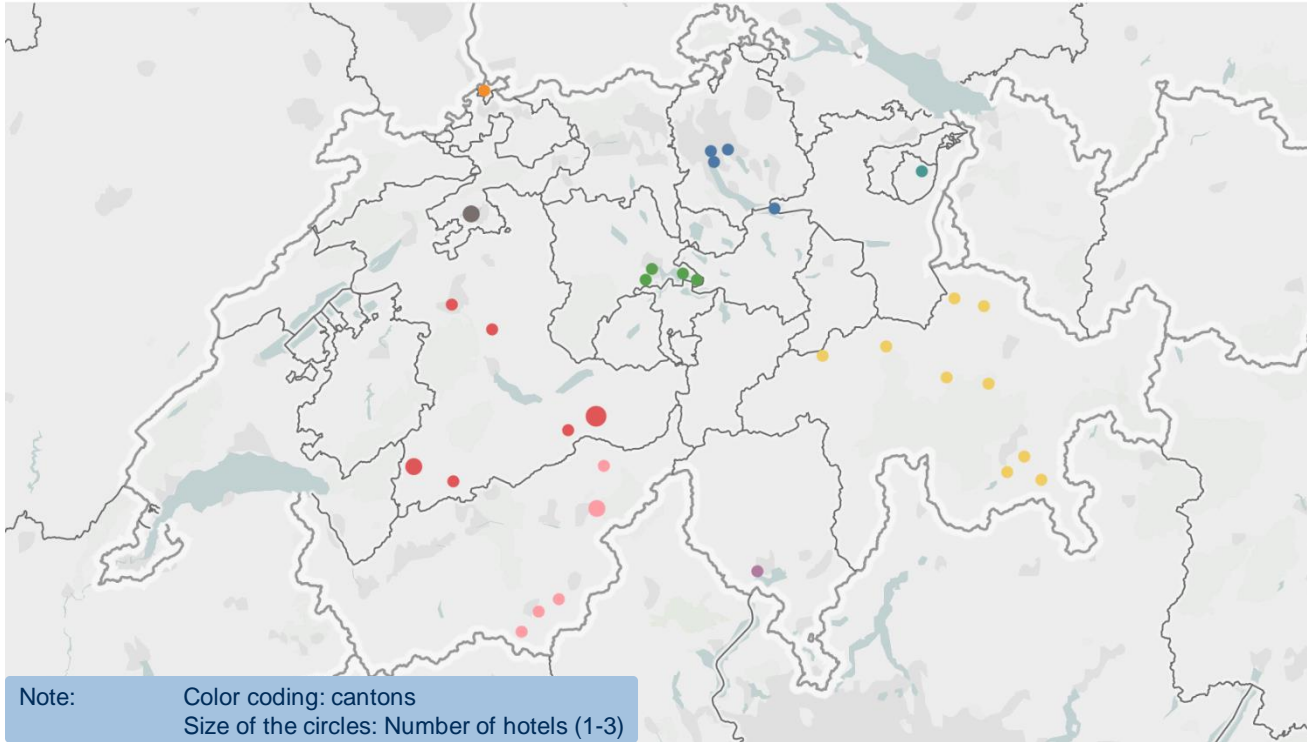 Note: Color coding: cantons
Size of the circles: Number of hotels (1-3)